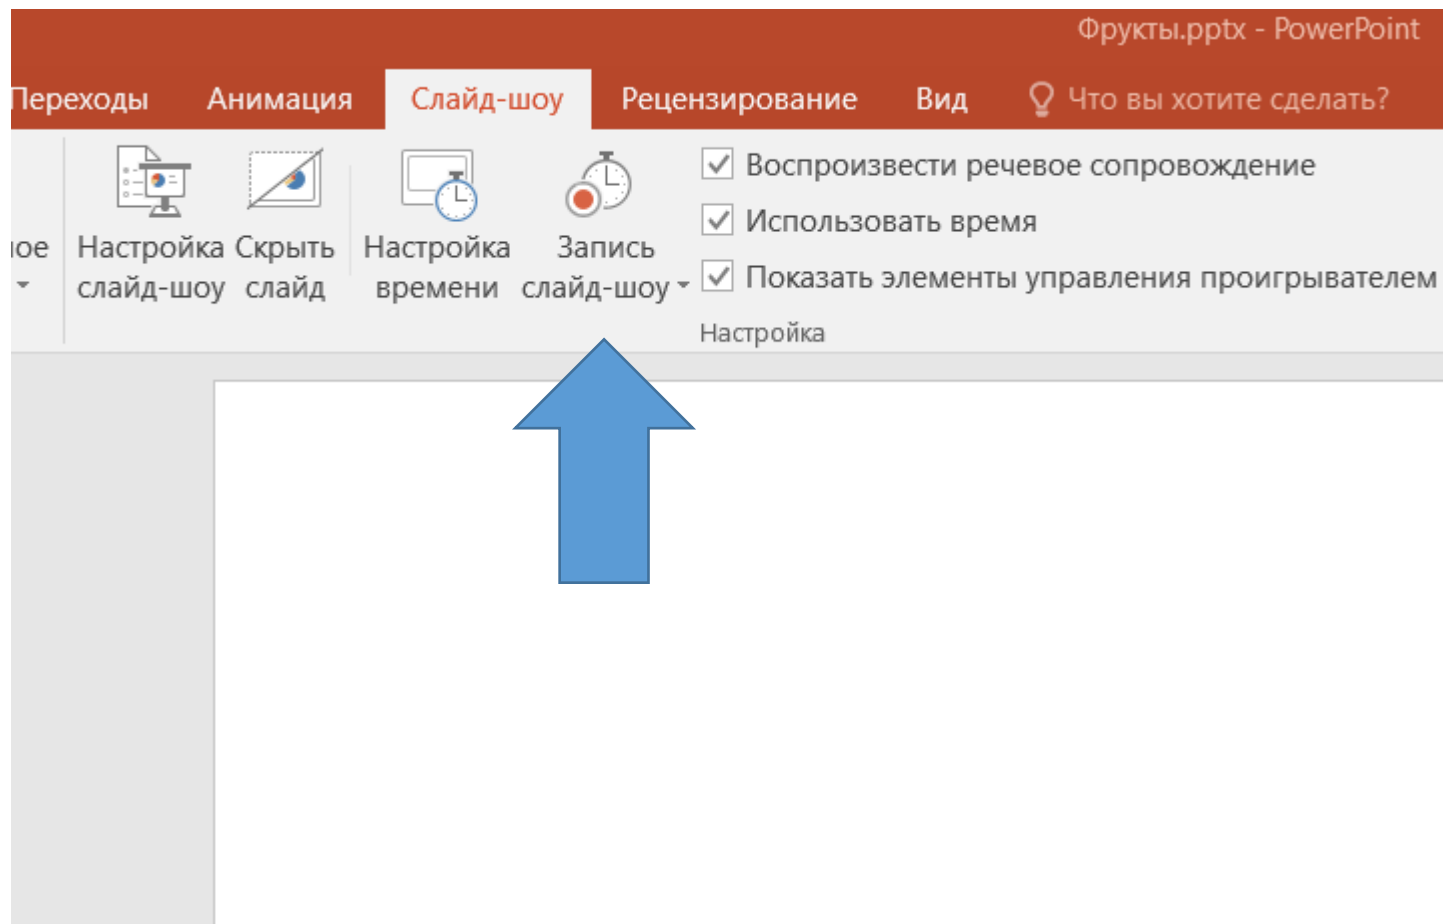 Фрукты.pptx - PowerPoint
Переходы Анимация Слайд-шоу Рецензирование Вид Что вы хотите сделать?
Воспроизвести речевое сопровождение
Использовать время
Настройка Скрыть Настройка Запись
слайд-шоу слайд времени слайд-шоу
Показать элементы управления проигрывателем
Настройка